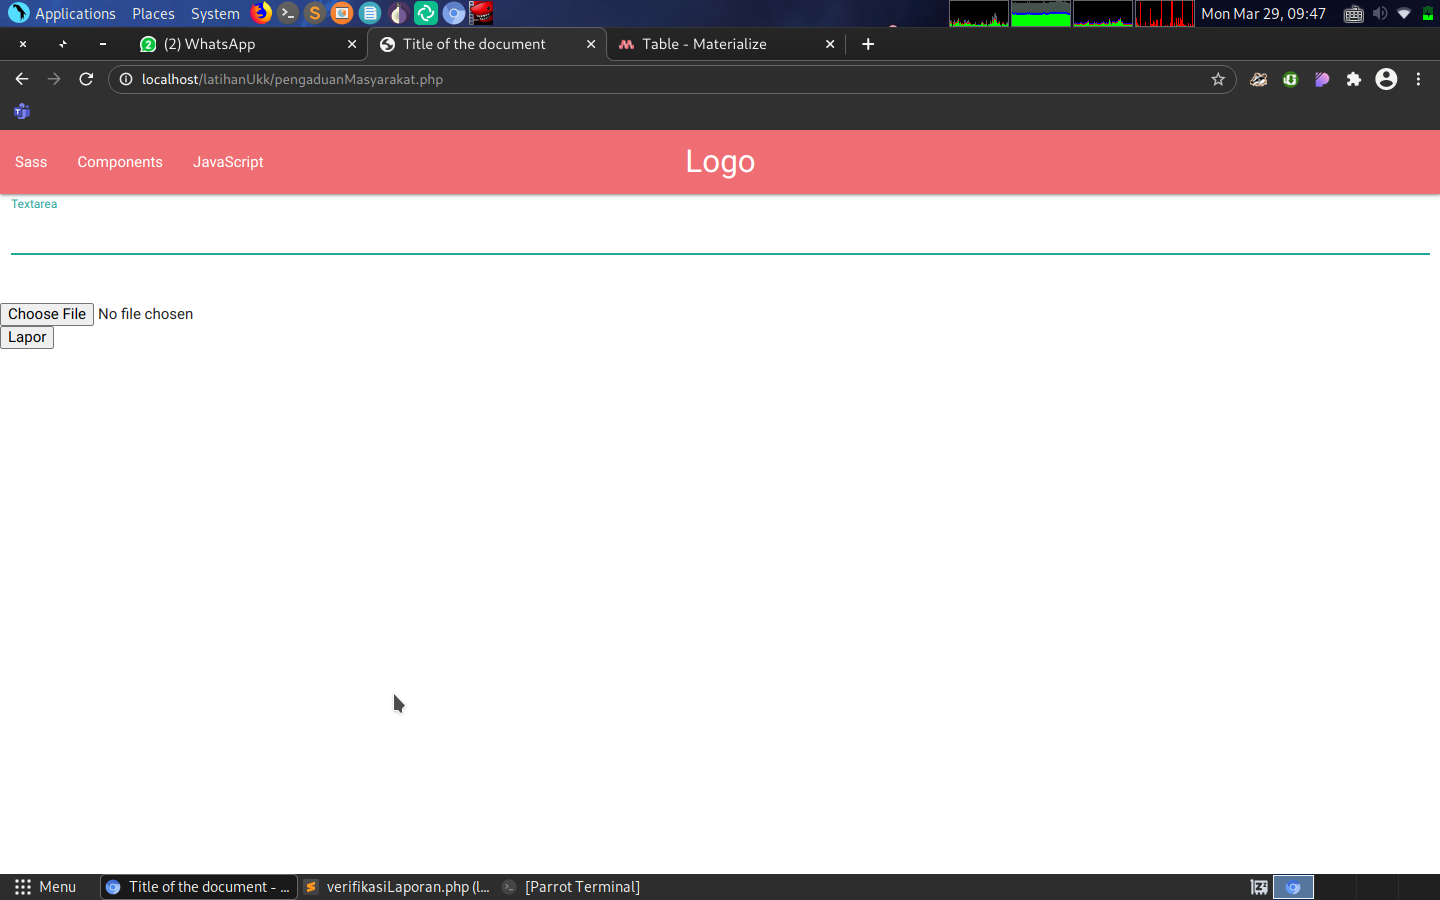 Applications Places System Mon Mar 29, 09:47
(2) WhatsApp Title of the document Table - Materialize
localhost/latihanUkk/pengaduanMasyarakat.php
Sass Components JavaScript Logo
Textarea
Choose File No file chosen
Lapor
Menu Title of the document - ... verifikasiLaporan.php (l... [Parrot Terminal]